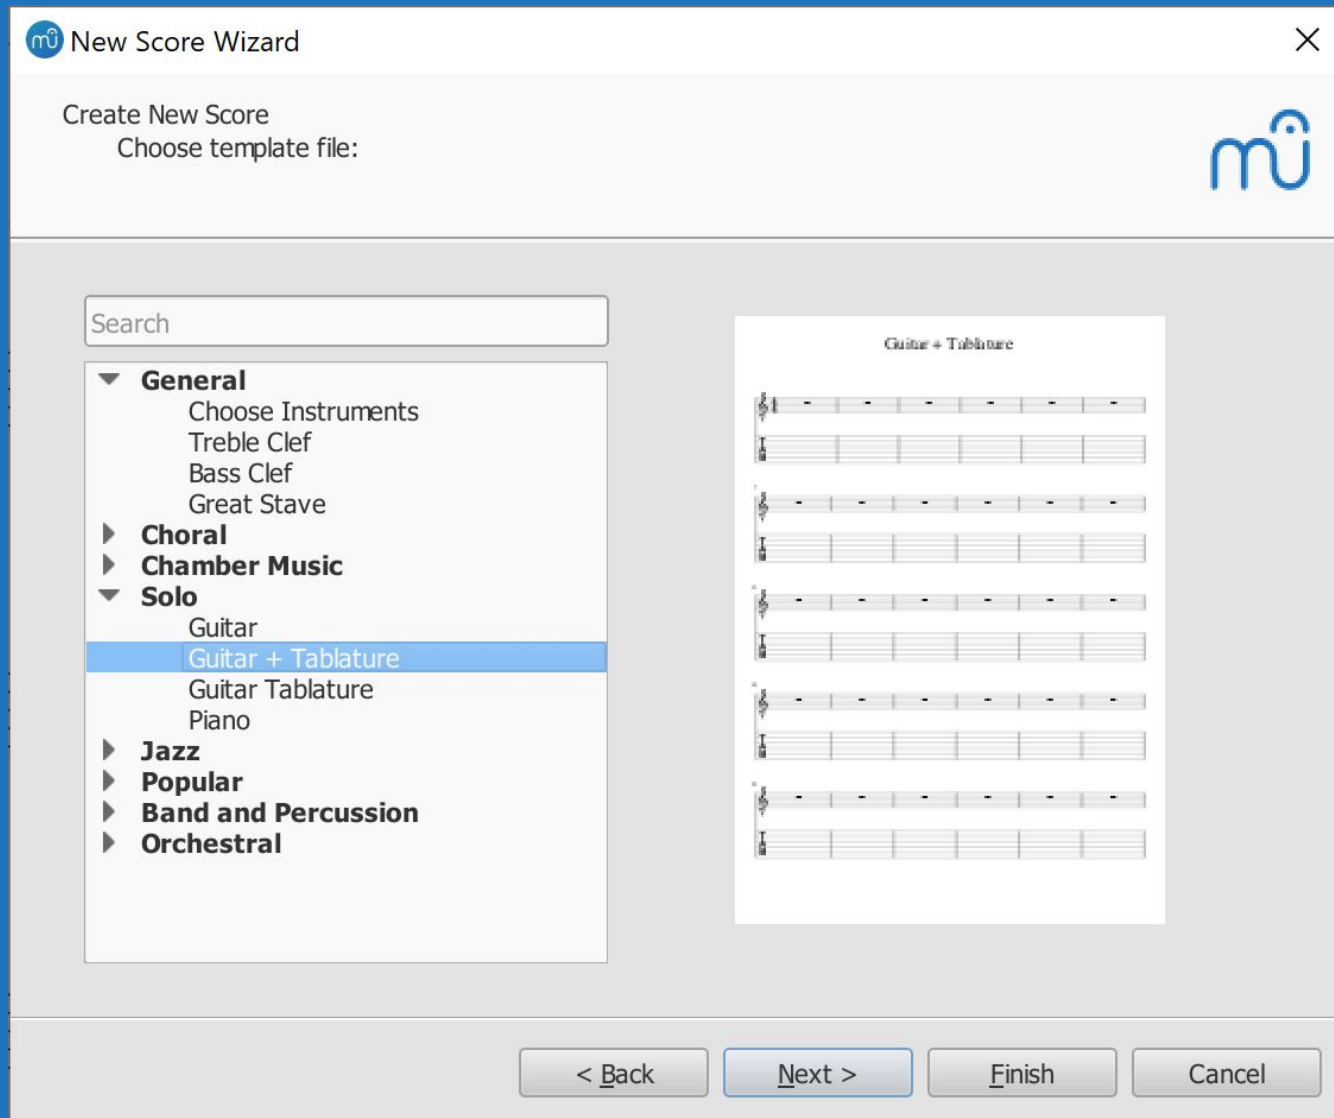 New Score Wizard
Create New Score
Choose template file:
Search
General
Choose Instruments
Treble Clef
Bass Clef
Great Stave
Choral
Chamber Music
Solo
Guitar
Guitar + Tablature
Guitar Tablature
Piano
Jazz
Popular
Band and Percussion
Orchestral
Guitar + Tablature
< Back
Next >
Finish
Cancel